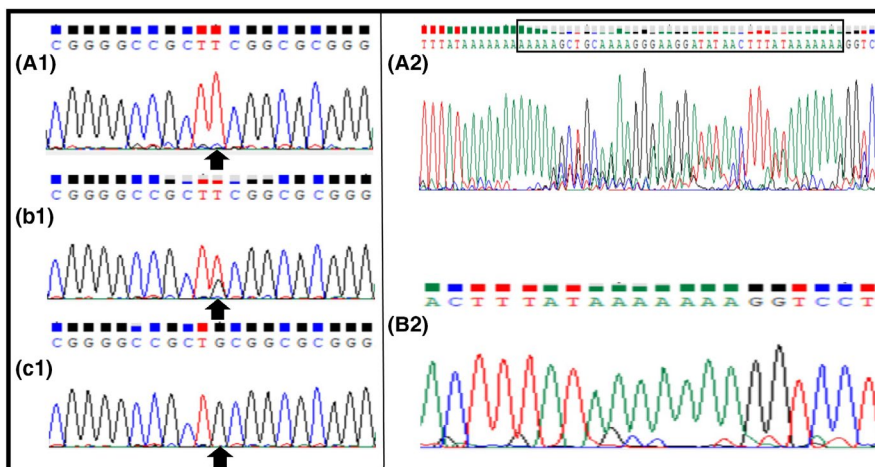 CGGGGCCGCTTCGGCGCGGG
(A1)
CGGGGCCGCTTCGGCGCGGG
(b1)
CGGGGCCGCTGCGGCGCGGG
(c1)
TTTATAAAAAAAAAAAAGCTGCAAAAGGGAAGGATATAACTTTATAAAAAAAGGTC
(A2)
ACTTTATAAAAAAAGGTCCT
(B2)